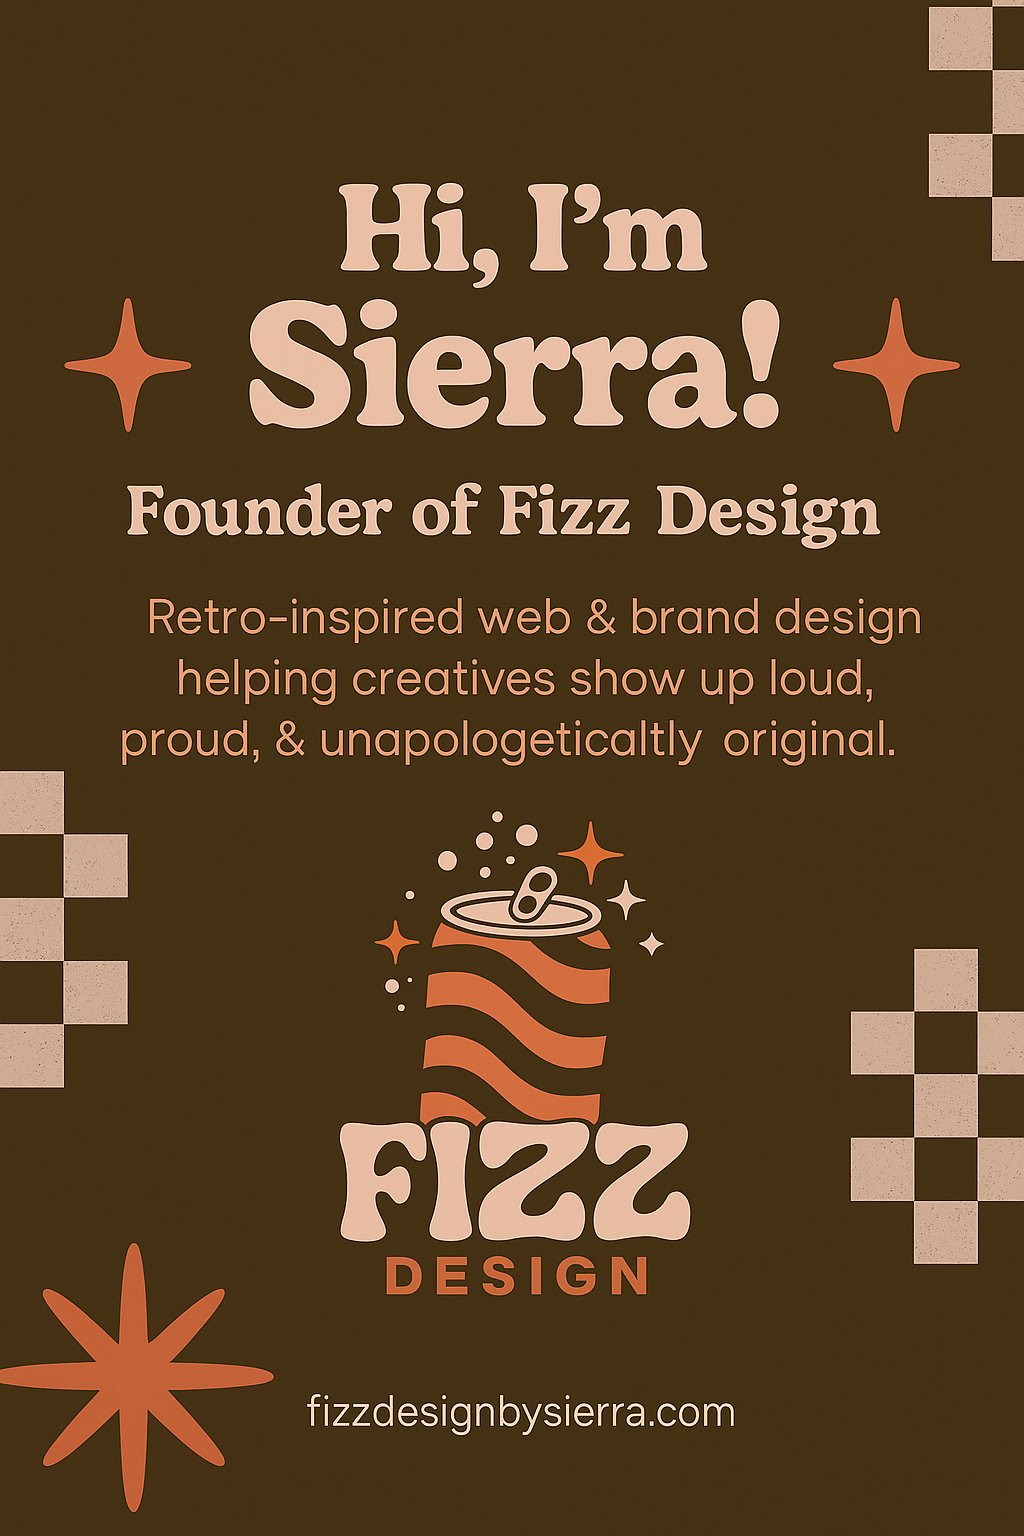 Hi, I'm
Sierra!
Founder of Fizz Design
Retro-inspired web & brand design
helping creatives show up loud,
proud, & unapologeticaltly original.
FIZZ
DESIGN
fizzdesignbysierra.com